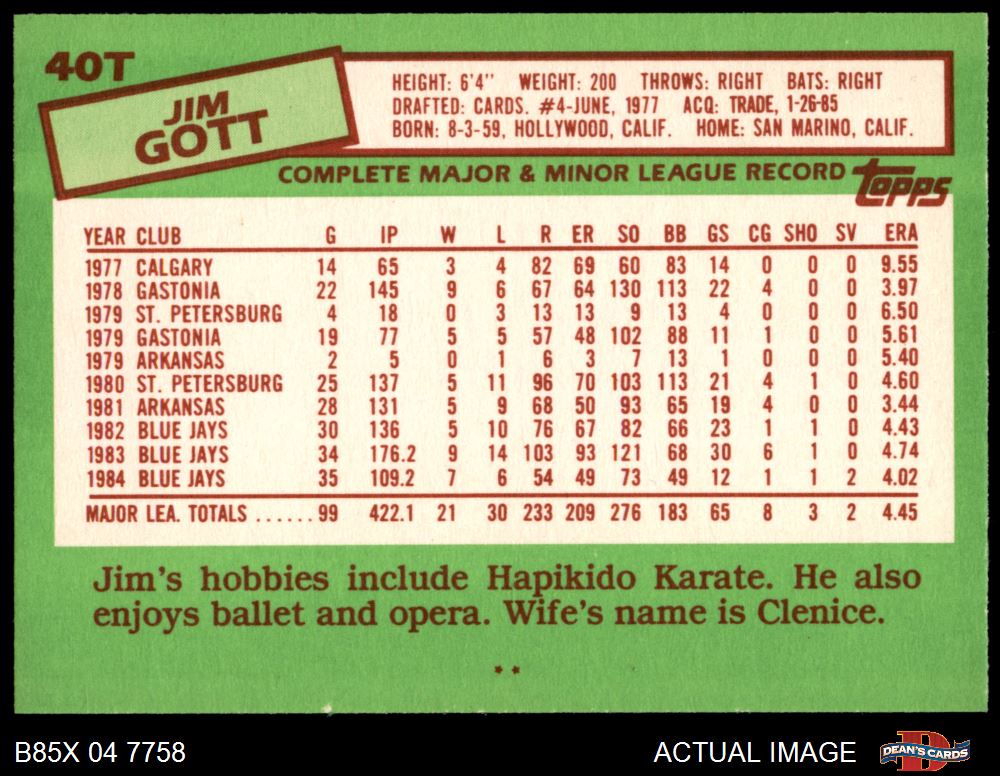 40T
JIM
GOTT
HEIGHT: 6'4" WEIGHT: 200 THROWS: RIGHT BATS: RIGHT
DRAFTED: CARDS. #4-JUNE, 1977 ACQ: TRADE, 1-26-85
BORN: 8-3-59, HOLLYWOOD, CALIF. HOME: SAN MARINO, CALIF.
COMPLETE MAJOR & MINOR LEAGUE RECORD topps
YEAR CLUB G IP W L R ER SO BB GS CG SHO SV ERA
1977 CALGARY 14 65 3 4 82 69 60 83 14 0 0 0 9.55
1978 GASTONIA 22 145 9 6 67 64 130 113 22 4 0 0 3.97
1979 ST. PETERSBURG 4 18 0 3 13 13 9 13 4 0 0 0 6.50
1979 GASTONIA 19 77 5 5 57 48 102 88 11 1 0 0 5.61
1979 ARKANSAS 2 5 0 1 6 3 7 13 1 0 0 0 5.40
1980 ST. PETERSBURG 25 137 5 11 96 70 103 113 21 4 1 0 4.60
1981 ARKANSAS 28 131 5 9 68 50 93 65 19 4 0 0 3.44
1982 BLUE JAYS 30 136 5 10 76 67 82 66 23 1 1 0 4.43
1983 BLUE JAYS 34 176.2 9 14 103 93 121 68 30 6 1 0 4.74
1984 BLUE JAYS 35 109.2 7 6 54 49 73 49 12 1 1 2 4.02
MAJOR LEA. TOTALS ......99 422.1 21 30 233 209 276 183 65 8 3 2 4.45
Jim's hobbies include Hapikido Karate. He also
enjoys ballet and opera. Wife's name is Clenice.
**
B85X 04 7758 ACTUAL IMAGE DEAN'S CARDS